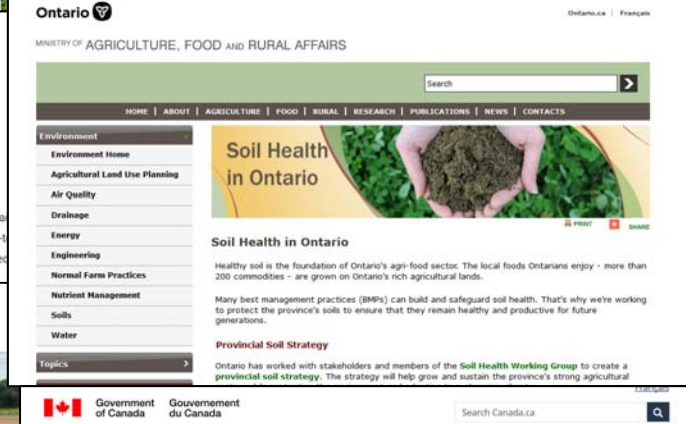 Ontario
Ontario.ca | Français
MINISTRY OF AGRICULTURE, FOOD AND RURAL AFFAIRS
Search
HOME | ABOUT | AGRICULTURE | FOOD | RURAL | RESEARCH | PUBLICATIONS | NEWS | CONTACTS
Environment
Environment Home
Agricultural Land Use Planning
Air Quality
Drainage
Energy
Engineering
Normal Farm Practices
Nutrient Management
Soils
Water
Topics
Soil Health
in Ontario
PRINT SHARE
Soil Health in Ontario
Healthy soil is the foundation of Ontario's agri-food sector. The local foods Ontarians enjoy - more than
200 commodities - are grown on Ontario's rich agricultural lands.
Many best management practices (BMPs) can build and safeguard soil health. That's why we're working
to protect the province's soils to ensure that they remain healthy and productive for future
generations.
Provincial Soil Strategy
Ontario has worked with stakeholders and members of the Soil Health Working Group to create a
provincial soil strategy. The strategy will help grow and sustain the province's strong agricultural
Français
Government Gouvernement
of Canada du Canada
Search Canada.ca